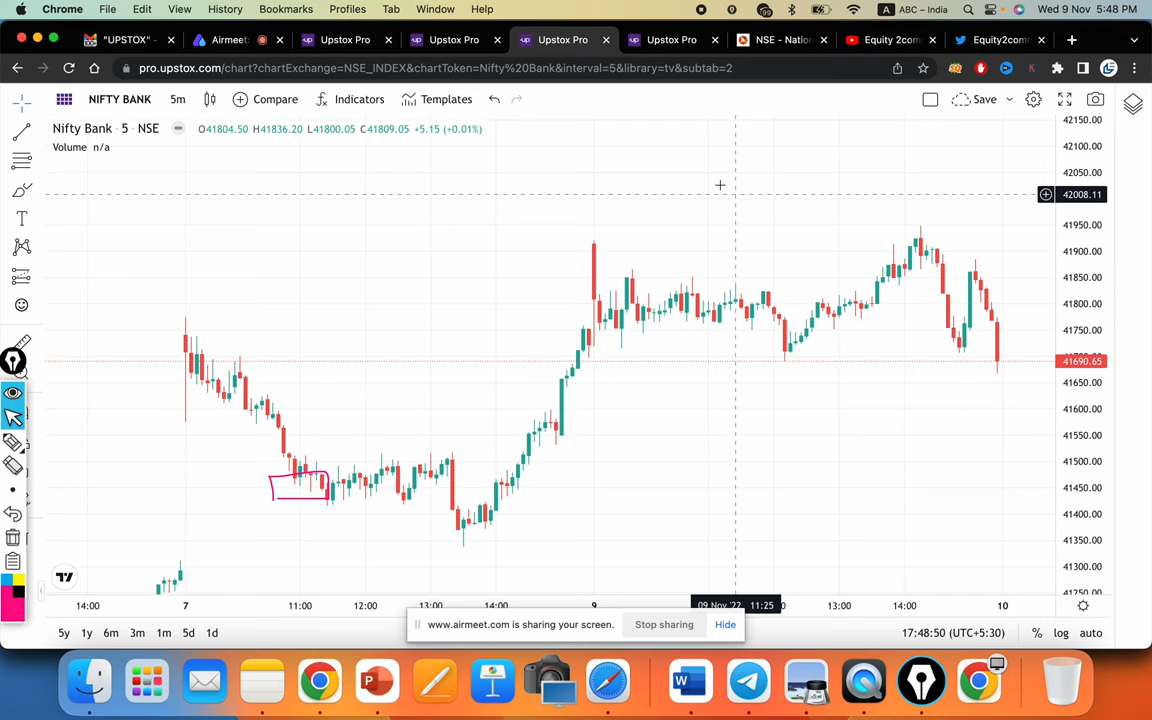 Chrome File Edit View History Bookmarks Profiles Tab Window Help A ABC – India Wed 9 Nov 5:48 PM
"UPSTOX" - Airmeet: Upstox Pro Upstox Pro Upstox Pro Upstox Pro NSE - Nation Equity 2com Equity2comm
pro.upstox.com/chart?chartExchange=NSE_INDEX&chartToken=Nifty%20Bank&interval=5&library=tv&subtab=2
NIFTY BANK 5m Compare Indicators Templates Save
Nifty Bank · 5 · NSE O41804.50 H41836.20 L41800.05 C41809.05 +5.15 (+0.01%)
Volume n/a
42150.00
42100.00
42050.00
42008.11
41950.00
41900.00
41850.00
41800.00
41750.00
41690.65
41650.00
41600.00
41550.00
41500.00
41450.00
41400.00
41350.00
41300.00
14:00 7 11:00 12:00 13:00 14:00 9 09 Nov '22 11:25 13:00 14:00 10
www.airmeet.com is sharing your screen. Stop sharing Hide
5y 1y 6m 3m 1m 5d 1d 17:48:50 (UTC+5:30) % log auto